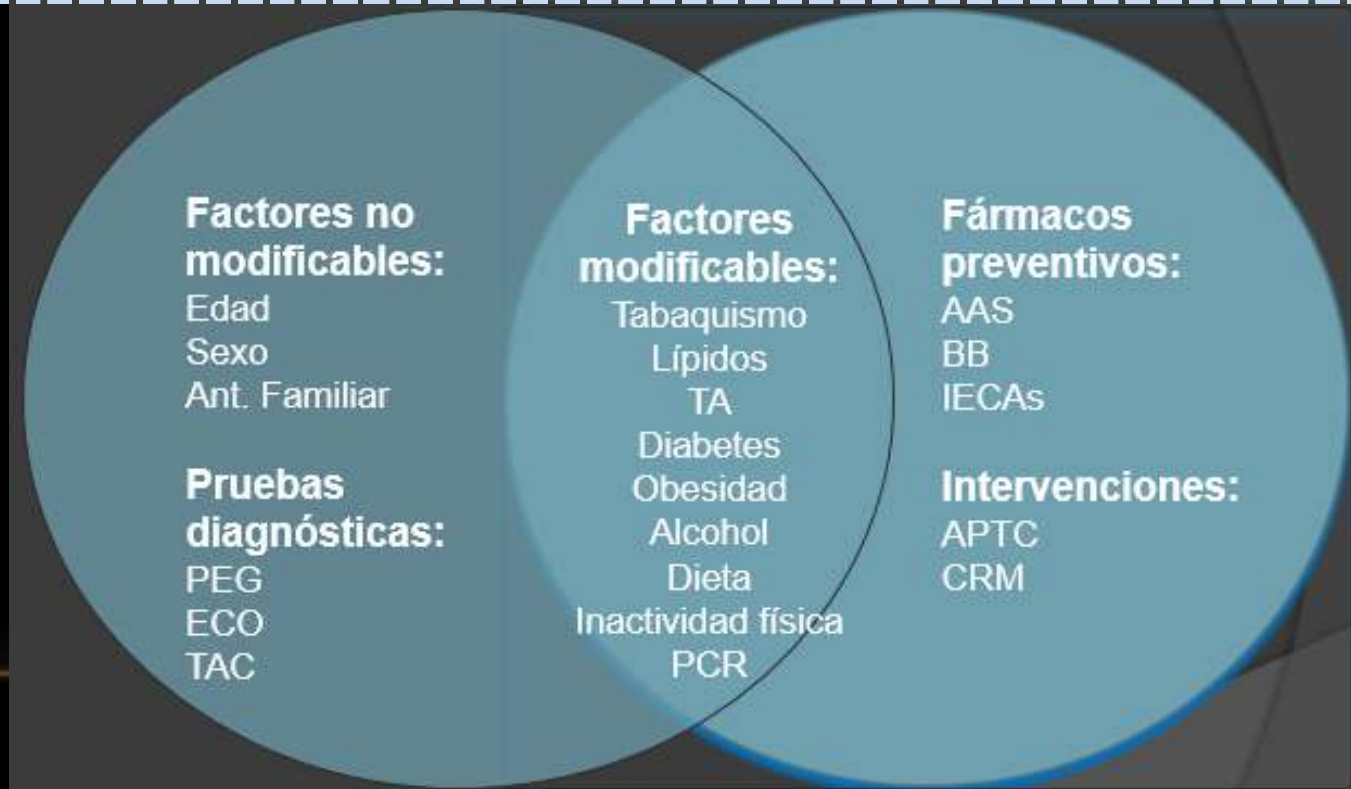 Factores no
modificables:
Edad
Sexo
Ant. Familiar
Pruebas
diagnósticas:
PEG
ECO
TAC
Factores
modificables:
Tabaquismo
Lípidos
TA
Diabetes
Obesidad
Alcohol
Dieta
Inactividad física
PCR
Fármacos
preventivos:
AAS
BB
IECAs
Intervenciones:
APTC
CRM